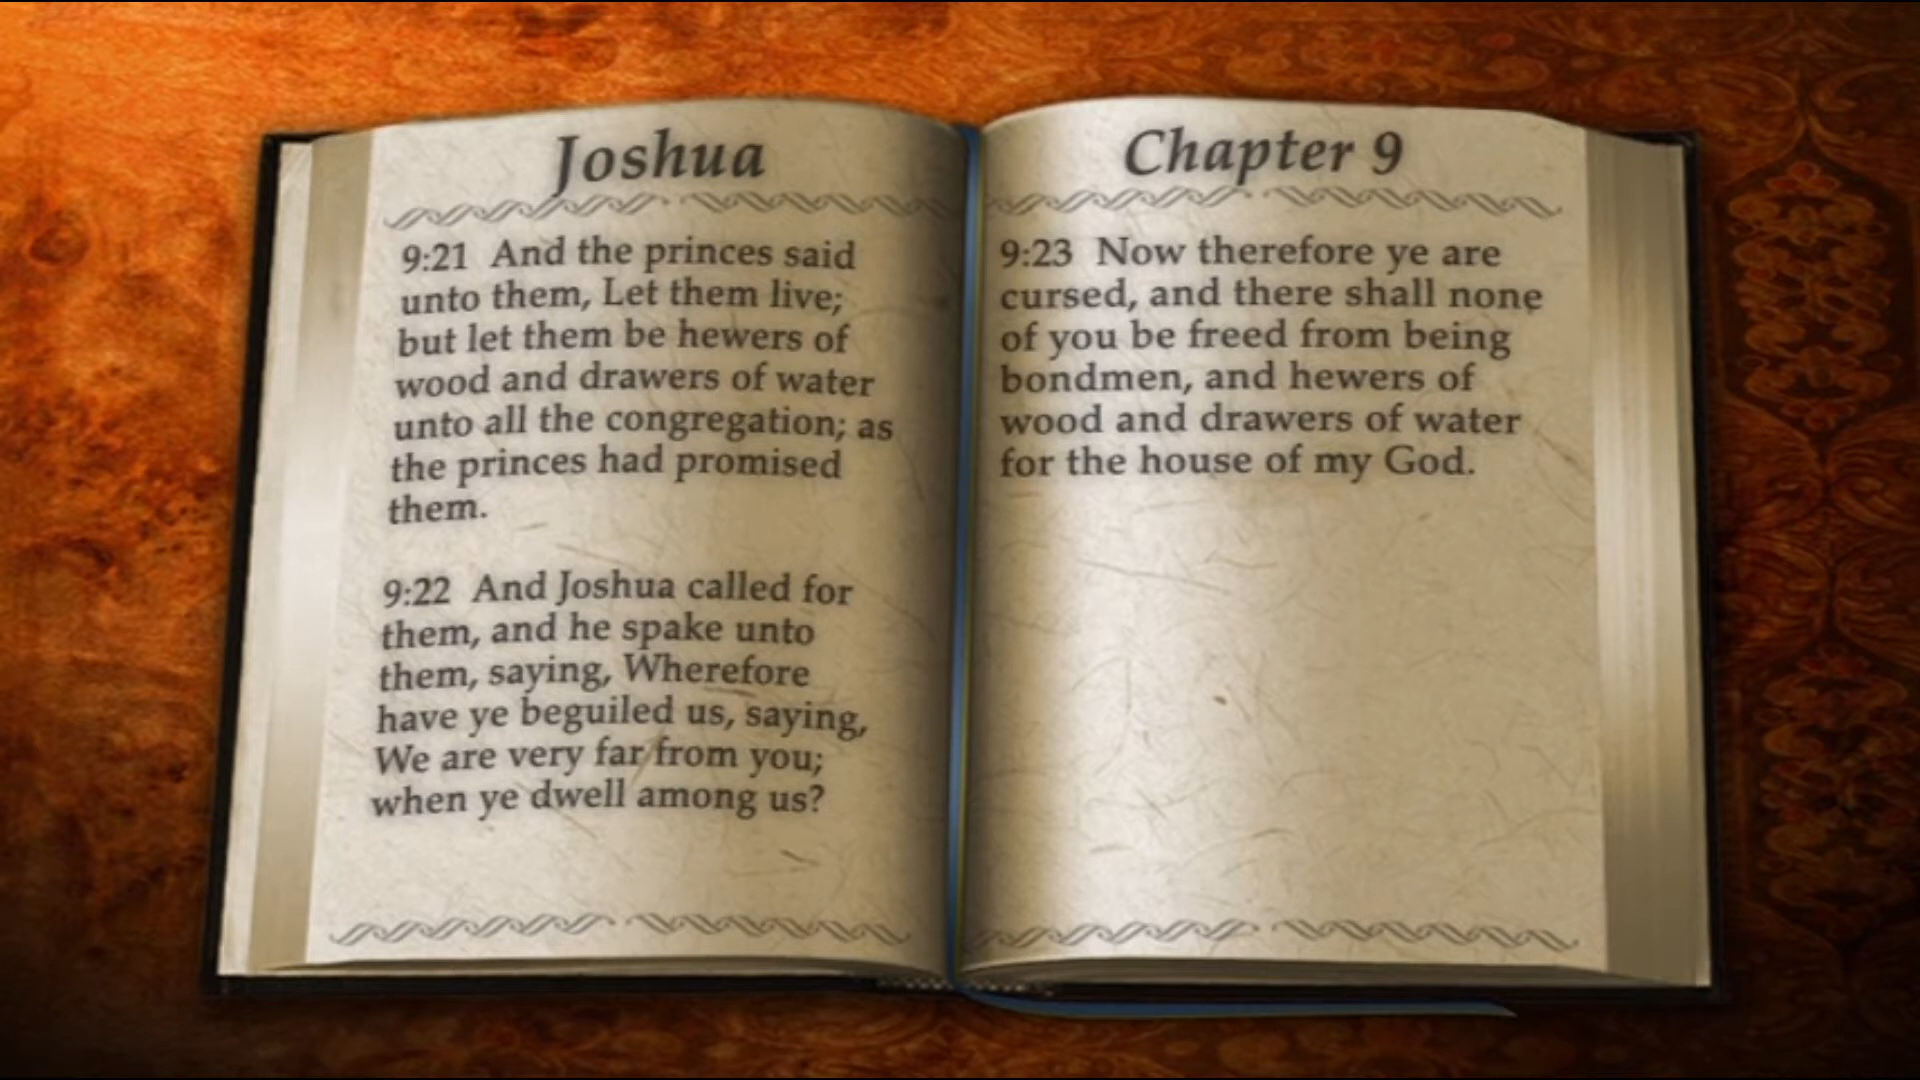 Joshua
9:21 And the princes said
unto them, Let them live;
but let them be hewers of
wood and drawers of water
unto all the congregation; as
the princes had promised
them.
9:22 And Joshua called for
them, and he spake unto
them, saying, Wherefore
have ye beguiled us, saying,
We are very far from you;
when ye dwell among us?
Chapter 9
9:23 Now therefore ye are
cursed, and there shall none
of you be freed from being
bondmen, and hewers of
wood and drawers of water
for the house of my God.